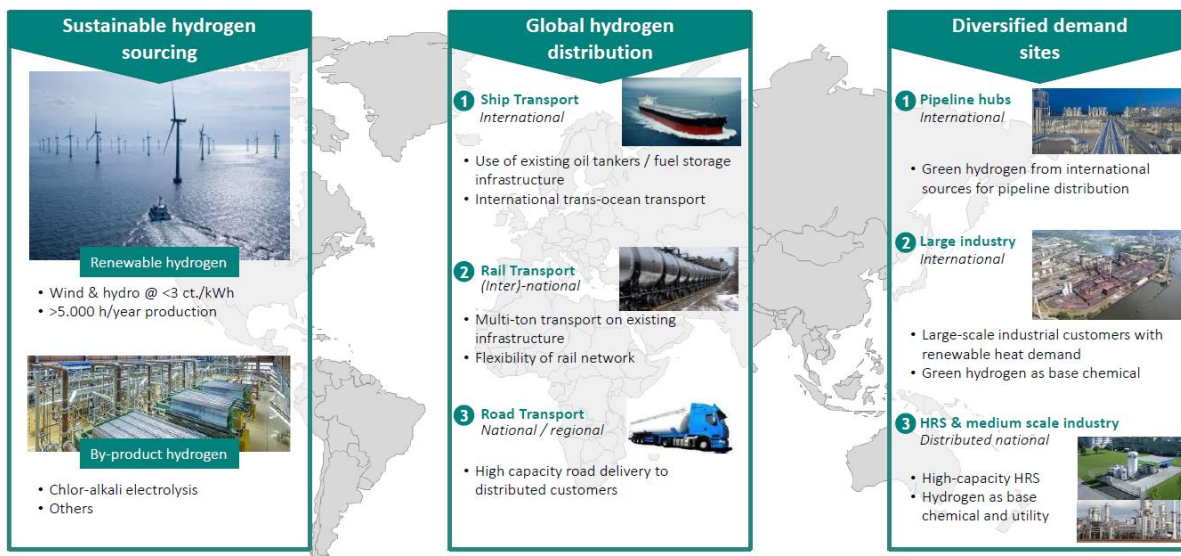 Sustainable hydrogen
sourcing
Renewable hydrogen
• Wind & hydro @ <3 ct./kWh
• >5.000 h/year production
By-product hydrogen
• Chlor-alkali electrolysis
• Others
Global hydrogen
distribution
1 Ship Transport
International
• Use of existing oil tankers / fuel storage
infrastructure
• International trans-ocean transport
2 Rail Transport
(Inter)-national
• Multi-ton transport on existing
infrastructure
• Flexibility of rail network
3 Road Transport
National / regional
• High capacity road delivery to
distributed customers
Diversified demand
sites
1 Pipeline hubs
International
• Green hydrogen from international
sources for pipeline distribution
2 Large industry
International
• Large-scale industrial customers with
renewable heat demand
• Green hydrogen as base chemical
3 HRS & medium scale industry
Distributed national
• High-capacity HRS
• Hydrogen as base
chemical and utility